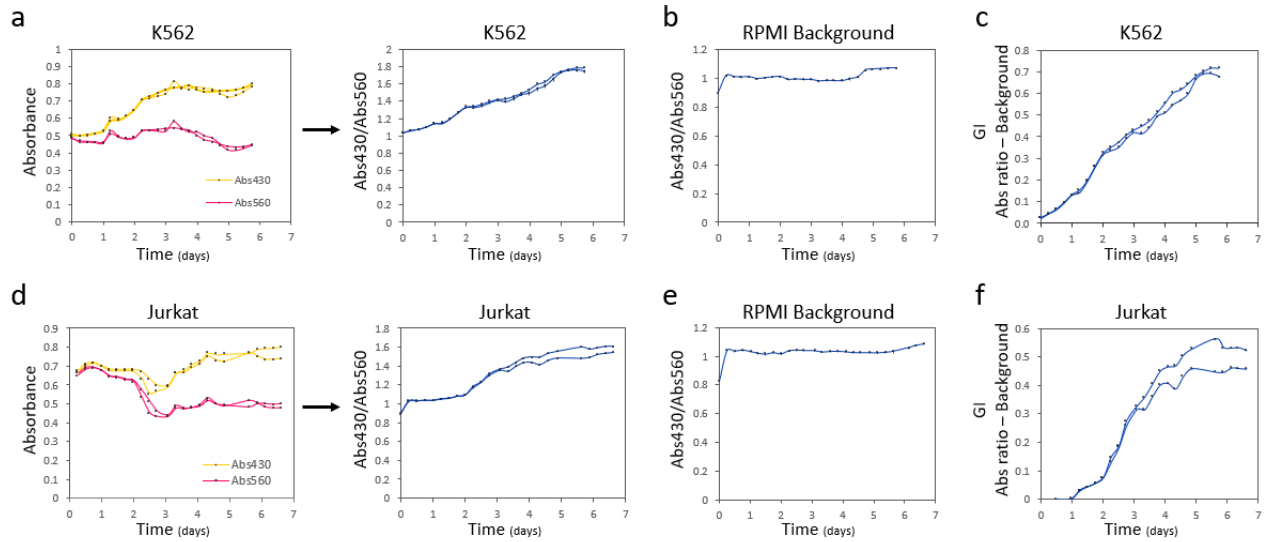 a
K562
Absorbance
1
0.9
0.8
0.7
0.6
0.5
0.4
0.3
0.2
0.1
0
Abs430
Abs560
0 1 2 3 4 5 6 7
Time (days)
K562
Abs430/Abs560
2
1.8
1.6
1.4
1.2
1
0.8
0.6
0.4
0.2
0
0 1 2 3 4 5 6 7
Time (days)
b
RPMI Background
Abs430/Abs560
1.2
1
0.8
0.6
0.4
0.2
0
0 1 2 3 4 5 6 7
Time (days)
c
K562
GI
Abs ratio – Background
0.8
0.7
0.6
0.5
0.4
0.3
0.2
0.1
0.0
0 1 2 3 4 5 6 7
Time (days)
d
Jurkat
Absorbance
0.9
0.8
0.7
0.6
0.5
0.4
0.3
0.2
0.1
0
Abs430
Abs560
0 1 2 3 4 5 6 7
Time (days)
Jurkat
Abs430/Abs560
1.8
1.6
1.4
1.2
1
0.8
0.6
0.4
0.2
0
0 1 2 3 4 5 6 7
Time (days)
e
RPMI Background
Abs430/Abs560
1.2
1
0.8
0.6
0.4
0.2
0
0 1 2 3 4 5 6 7
Time (days)
f
Jurkat
GI
Abs ratio – Background
0.6
0.5
0.4
0.3
0.2
0.1
0
0 1 2 3 4 5 6 7
Time (days)